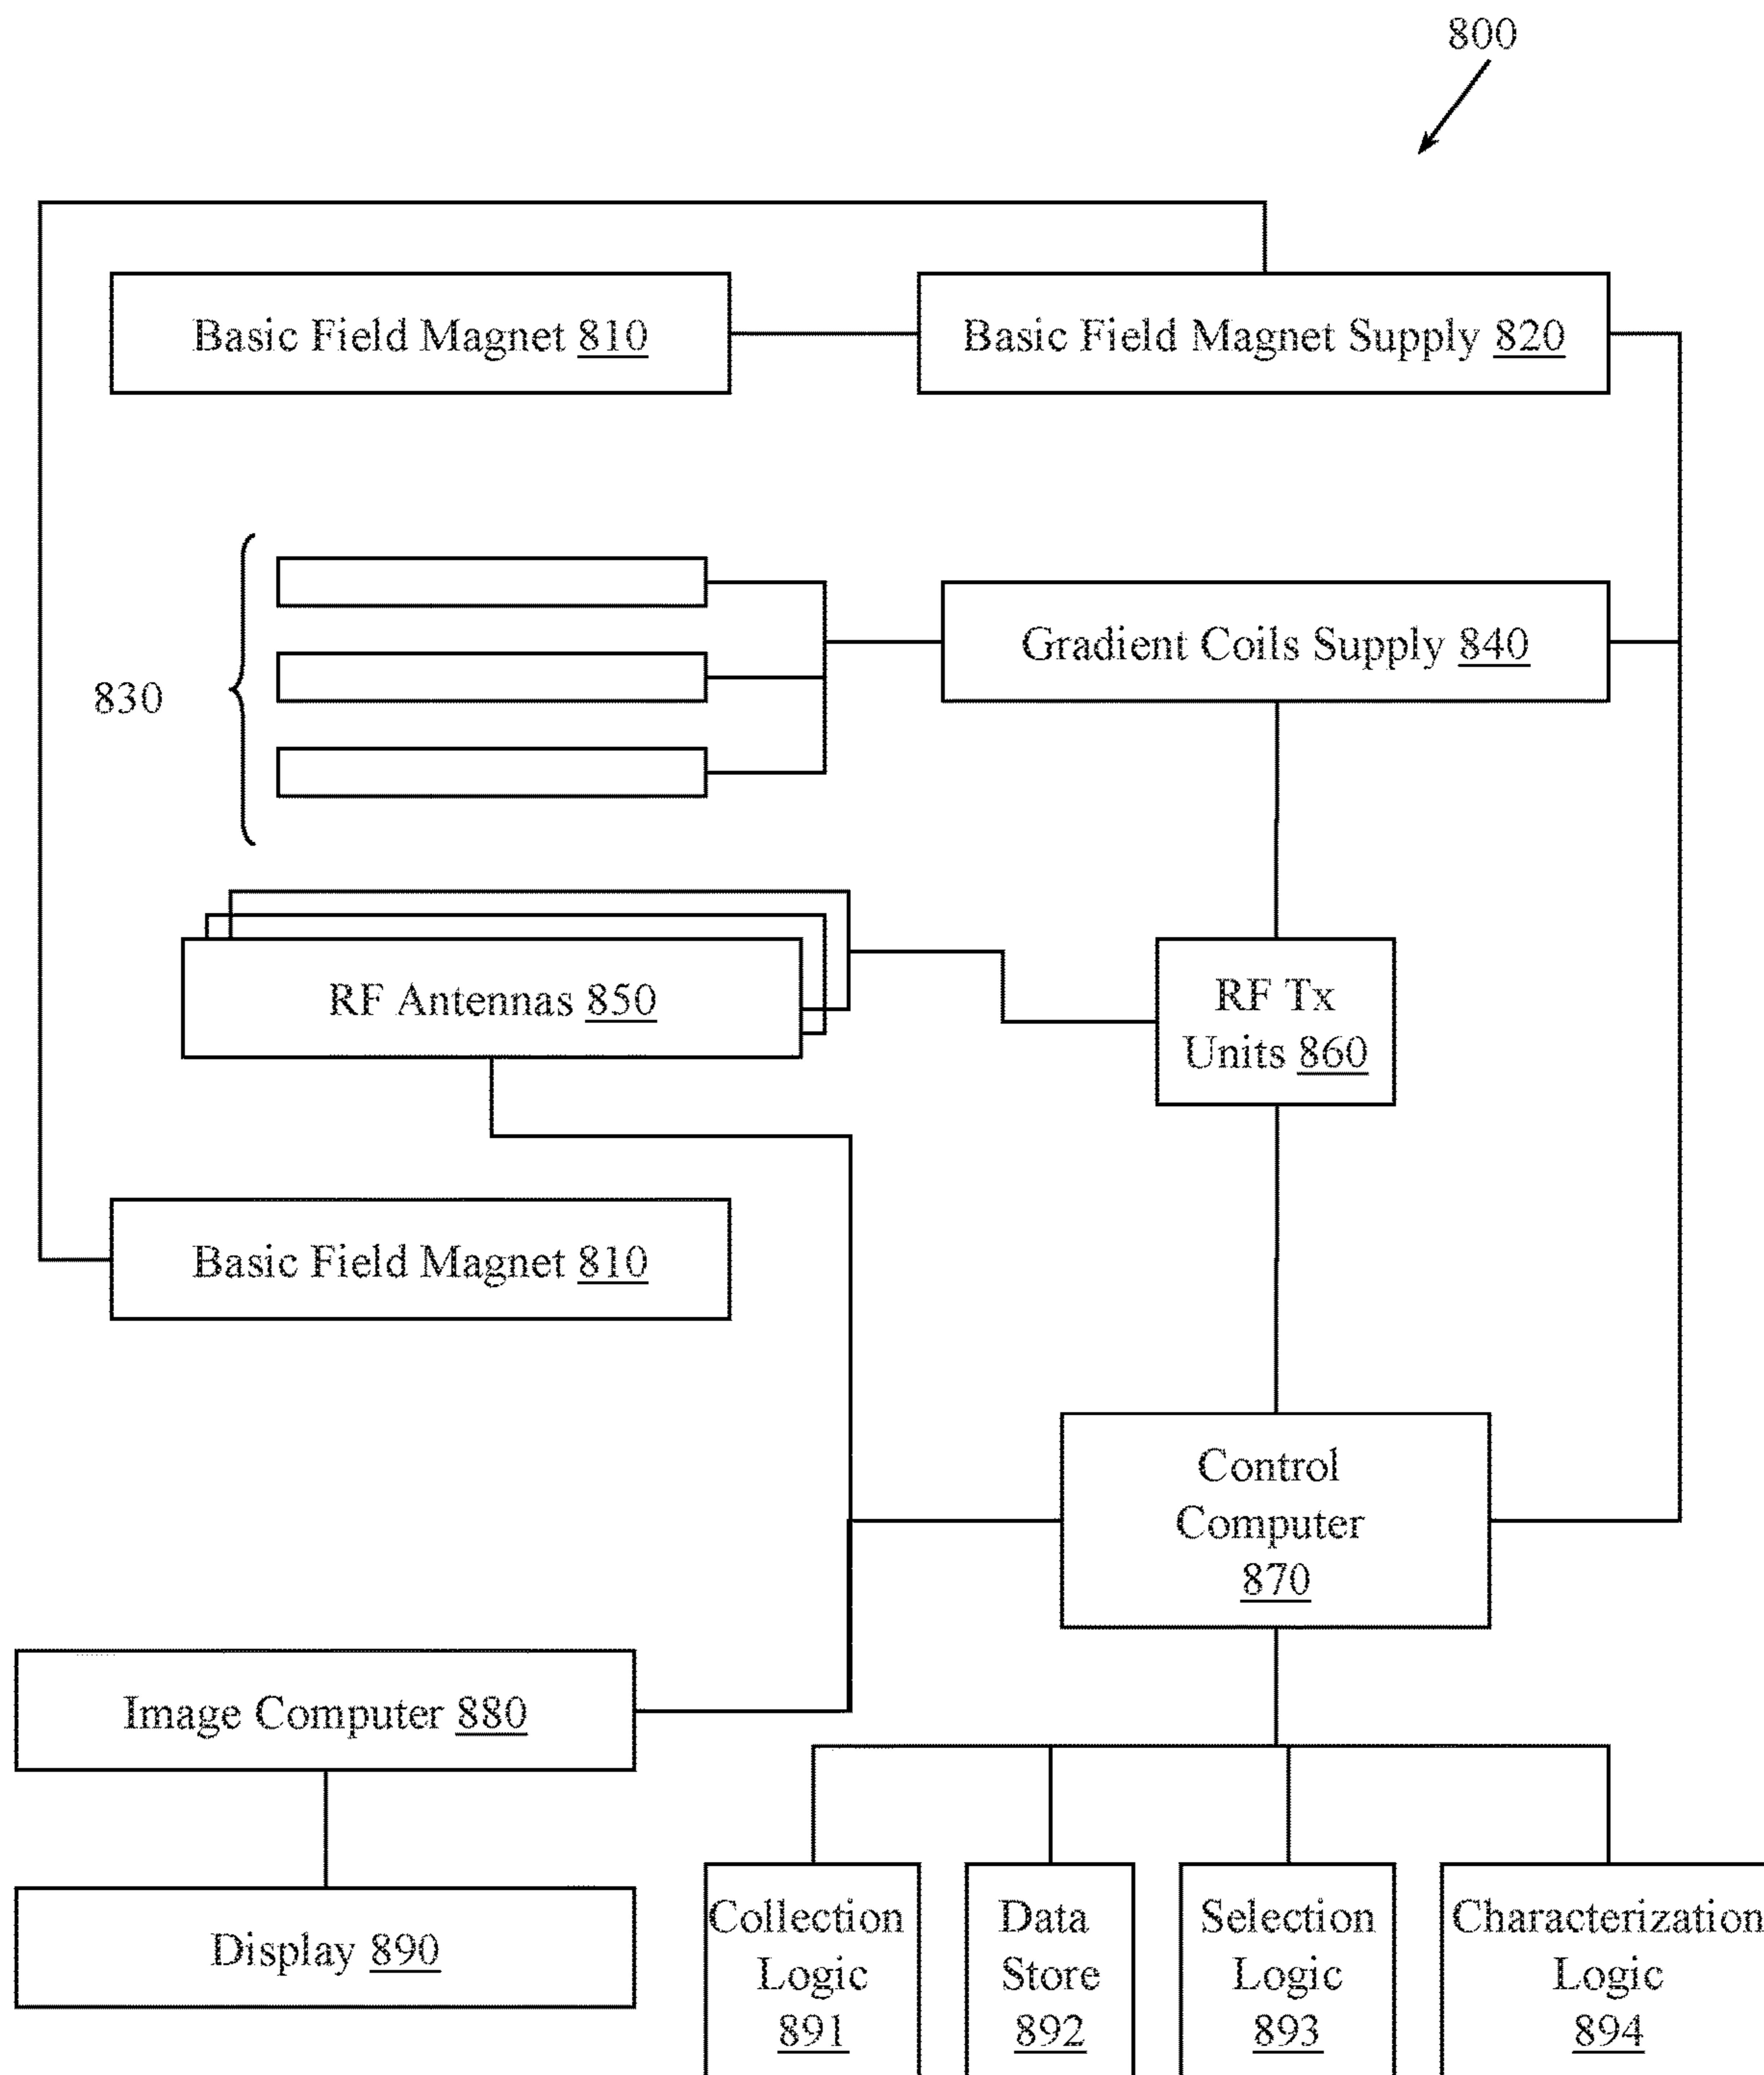 800
Basic Field Magnet 810
Basic Field Magnet Supply 820
830
Gradient Coils Supply 840
RF Antennas 850
RF Tx
Units 860
Basic Field Magnet 810
Control
Computer
870
Image Computer 880
Display 890
Collection
Logic
891
Data
Store
892
Selection
Logic
893
Characterization
Logic
894